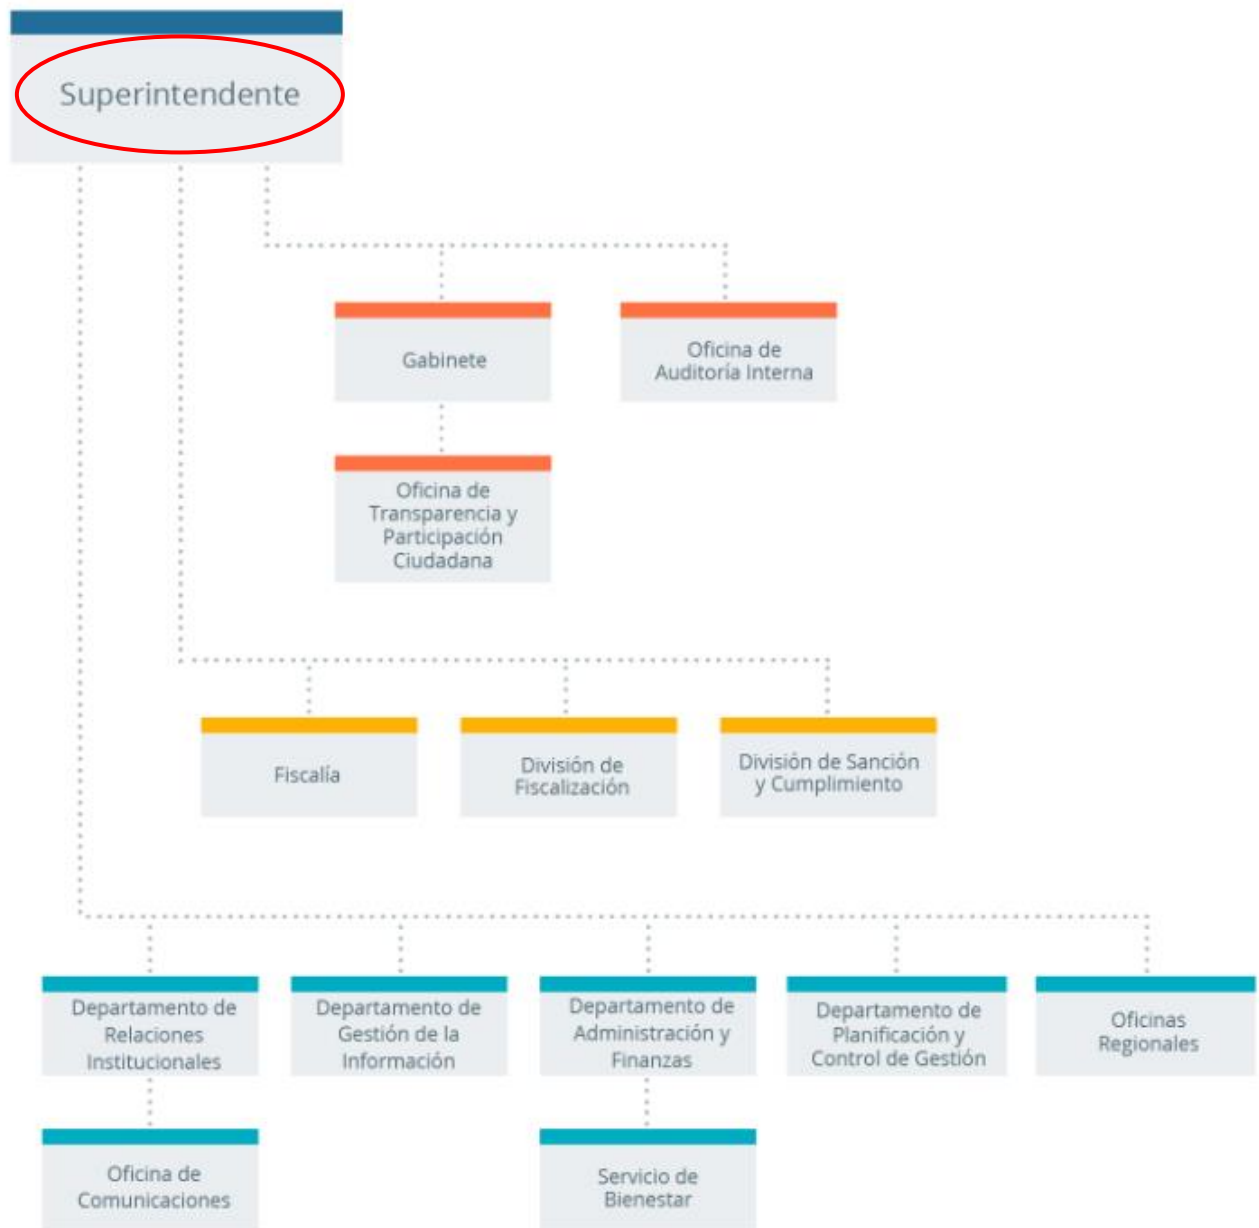 Superintendente
Gabinete
Oficina de
Auditoría Interna
Oficina de
Transparencia y
Participación
Ciudadana
Fiscalía
División de
Fiscalización
División de Sanción
y Cumplimiento
Departamento de
Relaciones
Institucionales
Departamento de
Gestión de la
Información
Departamento de
Administración y
Finanzas
Departamento de
Planificación y
Control de Gestión
Oficinas
Regionales
Oficina de
Comunicaciones
Servicio de
Bienestar